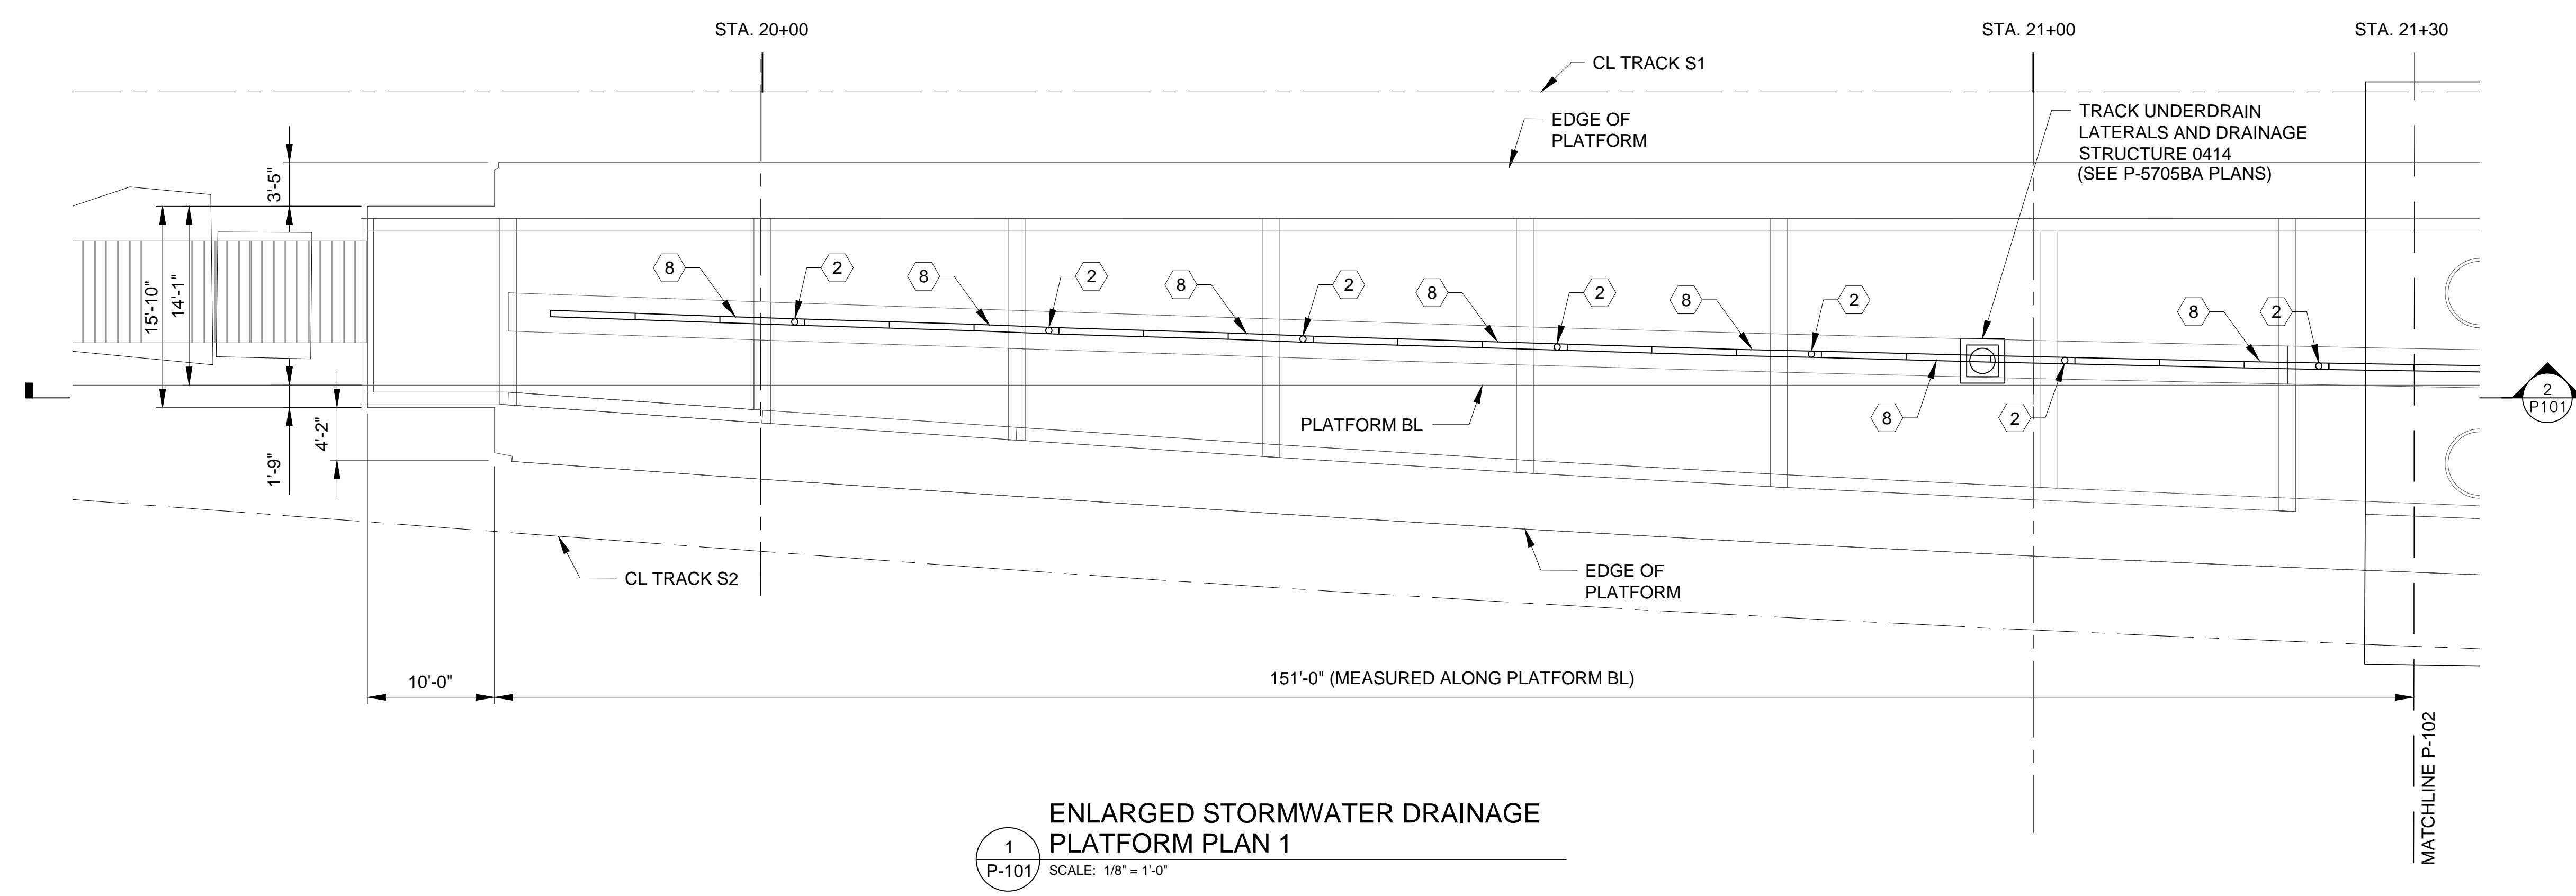 STA. 20+00
STA. 21+00
STA. 21+30
CL TRACK S1
EDGE OF
PLATFORM
TRACK UNDERDRAIN
LATERALS AND DRAINAGE
STRUCTURE 0414
(SEE P-5705BA PLANS)
3'-5"
15'-10"
14'-1"
1'-9"
4'-2"
8
2
8
2
8
2
8
2
8
2
8
2
8
2
PLATFORM BL
2
P101
CL TRACK S2
EDGE OF
PLATFORM
10'-0"
151'-0" (MEASURED ALONG PLATFORM BL)
MATCHLINE P-102
ENLARGED STORMWATER DRAINAGE
PLATFORM PLAN 1
1
P-101
SCALE: 1/8" = 1'-0"